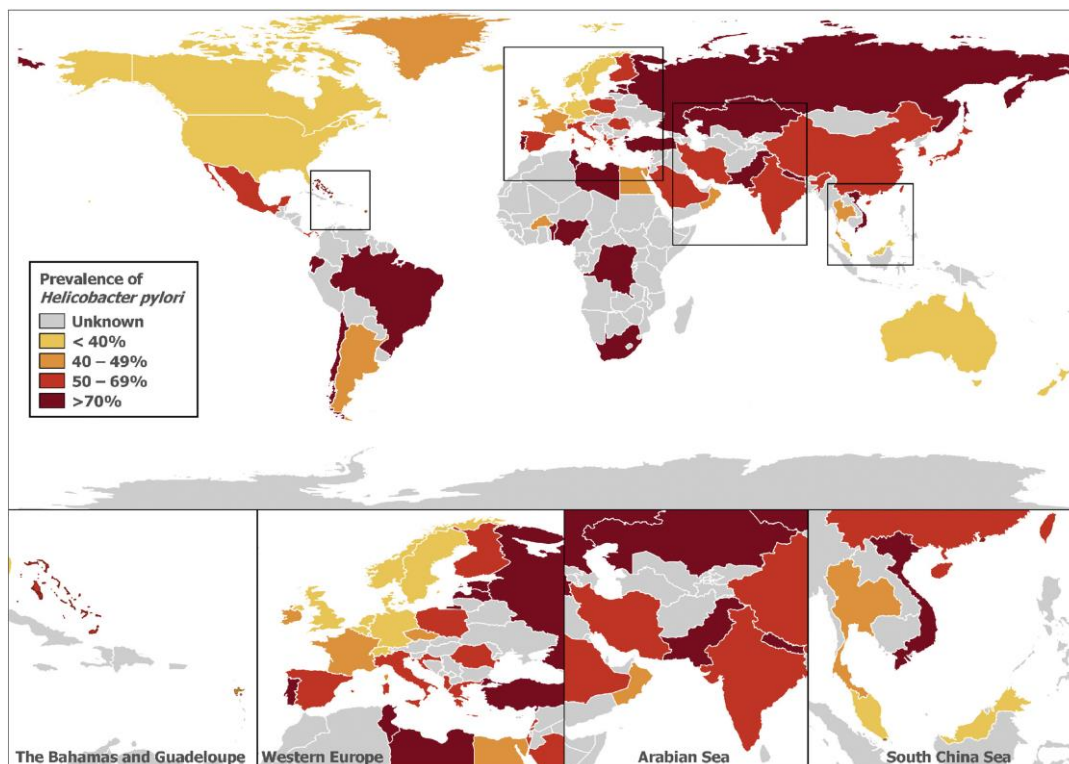 Prevalence of
Helicobacter pylori
Unknown
< 40%
40 – 49%
50 – 69%
>70%
The Bahamas and Guadeloupe
Western Europe
Arabian Sea
South China Sea